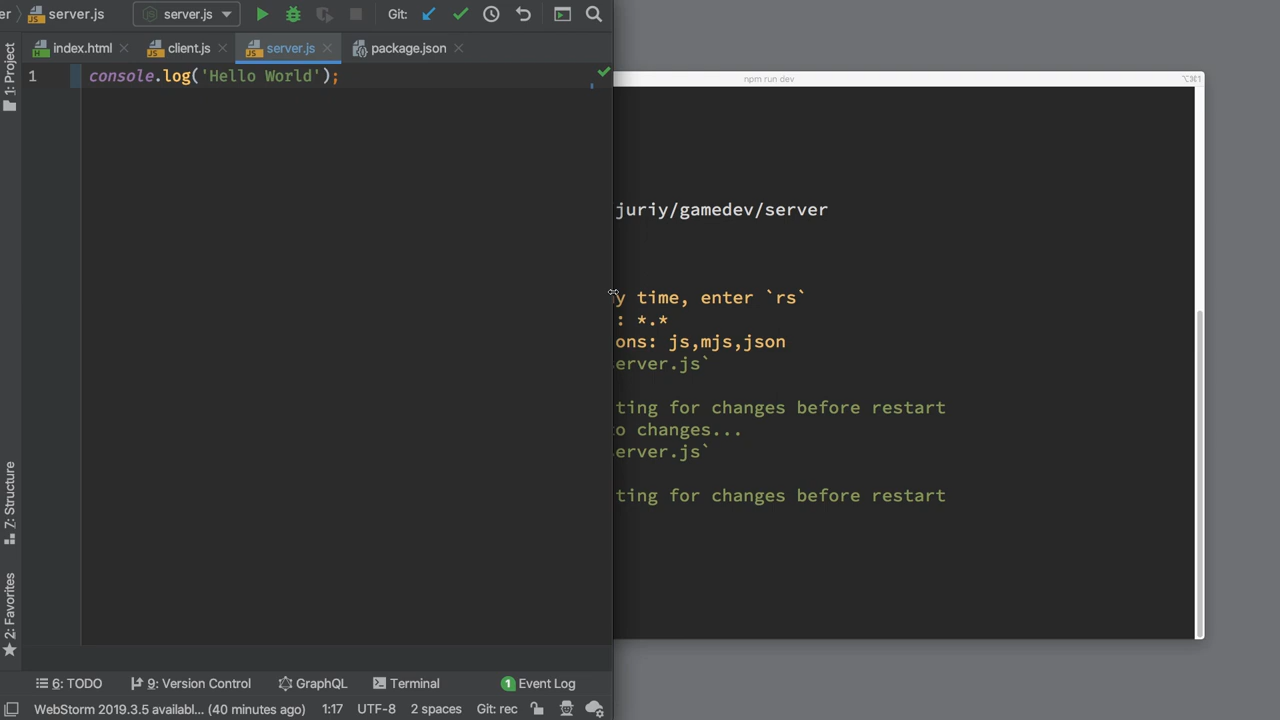 er
server.js
server.js
Git:
index.html
client.js
server.js
package.json
1: Project
1
console.log('Hello World');
npm run dev
⌥⌘1
juriy/gamedev/server
y time, enter `rs`
: *.*
ons: js,mjs,json
erver.js`
ting for changes before restart
o changes...
erver.js`
ting for changes before restart
7: Structure
2: Favorites
6: TODO
9: Version Control
GraphQL
Terminal
1 Event Log
WebStorm 2019.3.5 availabl... (40 minutes ago)
1:17
UTF-8
2 spaces
Git: rec